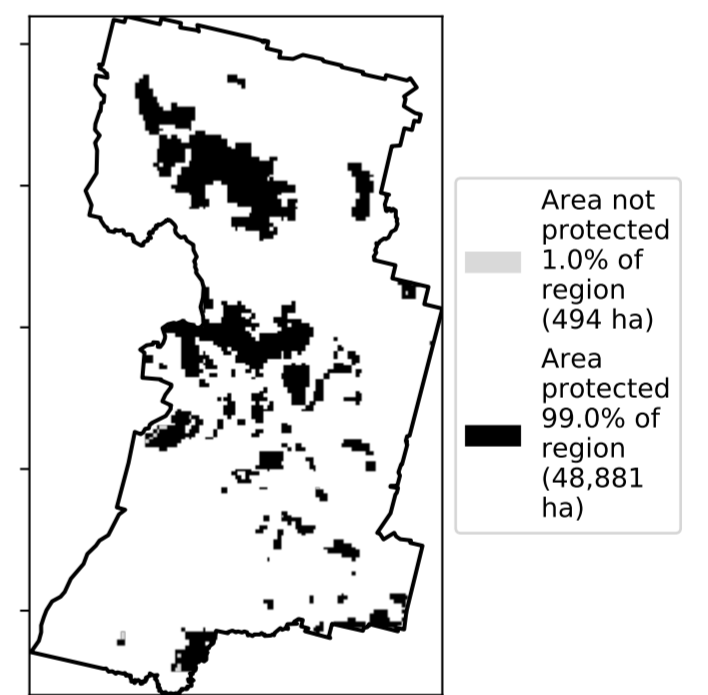 Area not
protected
1.0% of
region
(494 ha)
Area
protected
99.0% of
region
(48,881
ha)